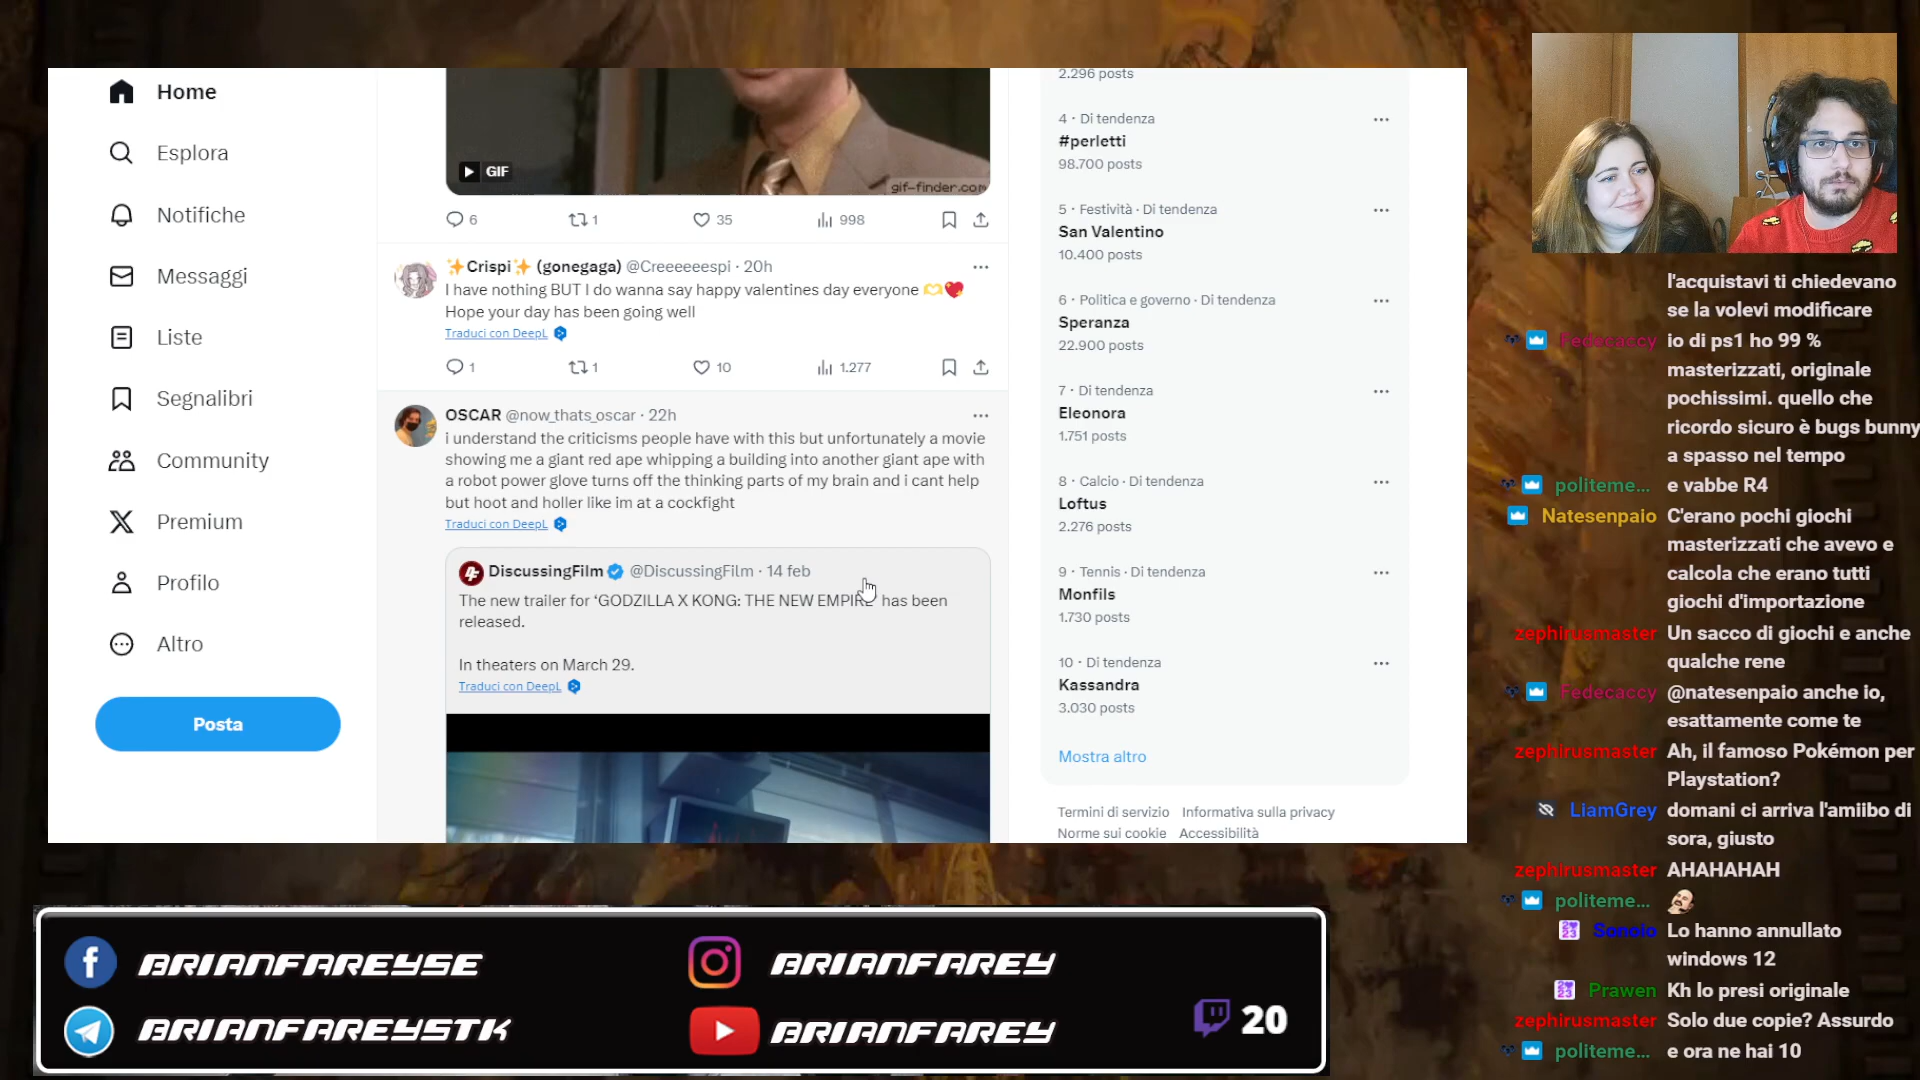 Home
Esplora
Notifiche
Messaggi
Liste
Segnalibri
Community
Premium
Profilo
Altro
Posta
GIF
gif-finder.com
6 1 35 998
✨Crispi✨ (gonegaga) @Creeeeeespi · 20h
I have nothing BUT I do wanna say happy valentines day everyone 🫶💖
Hope your day has been going well
Traduci con DeepL
1 1 10 1.277
OSCAR @now_thats_oscar · 22h
i understand the criticisms people have with this but unfortunately a movie
showing me a giant red ape whipping a building into another giant ape with
a robot power glove turns off the thinking parts of my brain and i cant help
but hoot and holler like im at a cockfight
Traduci con DeepL
DiscussingFilm @DiscussingFilm · 14 feb
The new trailer for ‘GODZILLA X KONG: THE NEW EMPIRE’ has been
released.
In theaters on March 29.
Traduci con DeepL
2.296 posts
4 · Di tendenza
#perletti
98.700 posts
5 · Festività · Di tendenza
San Valentino
10.400 posts
6 · Politica e governo · Di tendenza
Speranza
22.900 posts
7 · Di tendenza
Eleonora
1.751 posts
8 · Calcio · Di tendenza
Loftus
2.276 posts
9 · Tennis · Di tendenza
Monfils
1.730 posts
10 · Di tendenza
Kassandra
3.030 posts
Mostra altro
Termini di servizio Informativa sulla privacy
Norme sui cookie Accessibilità
l'acquistavi ti chiedevano
se la volevi modificare
Fedecaccy io di ps1 ho 99 %
masterizzati, originale
pochissimi. quello che
ricordo sicuro è bugs bunny
a spasso nel tempo
politeme... e vabbe R4
Natesenpaio C'erano pochi giochi
masterizzati che avevo e
calcola che erano tutti
giochi d'importazione
zephirusmaster Un sacco di giochi e anche
qualche rene
Fedecaccy @natesenpaio anche io,
esattamente come te
zephirusmaster Ah, il famoso Pokémon per
Playstation?
LiamGrey domani ci arriva l'amiibo di
sora, giusto
zephirusmaster AHAHAHAH
politeme...
Sonoio Lo hanno annullato
windows 12
Prawen Kh lo presi originale
zephirusmaster Solo due copie? Assurdo
politeme... e ora ne hai 10
BRIANFAREYSE
BRIANFAREY
BRIANFAREYSTK
BRIANFAREY
20